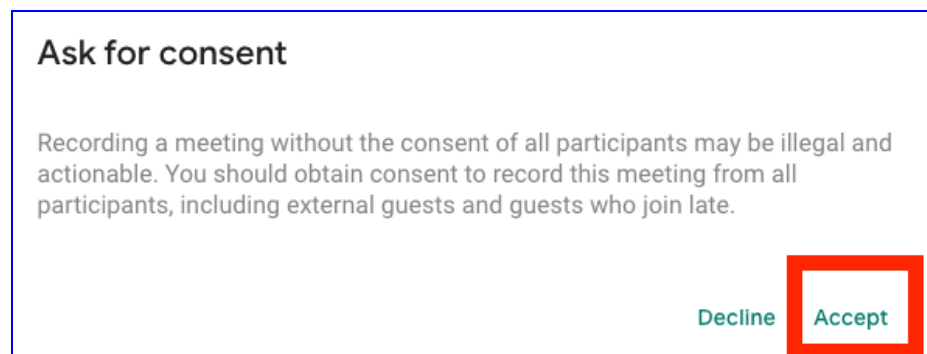 Ask for consent
Recording a meeting without the consent of all participants may be illegal and
actionable. You should obtain consent to record this meeting from all
participants, including external guests and guests who join late.
Decline Accept